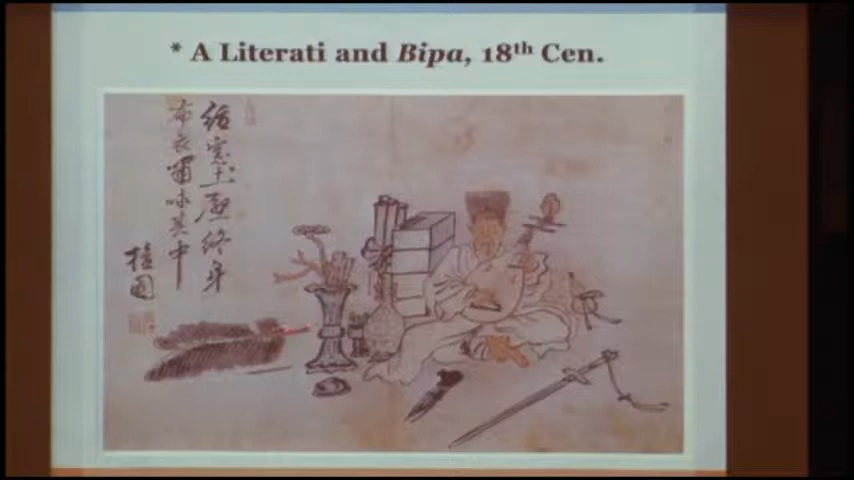 * A Literati and Bipa, 18th Cen.
紙窓土壁終身
布衣嘯咏其中
檀園